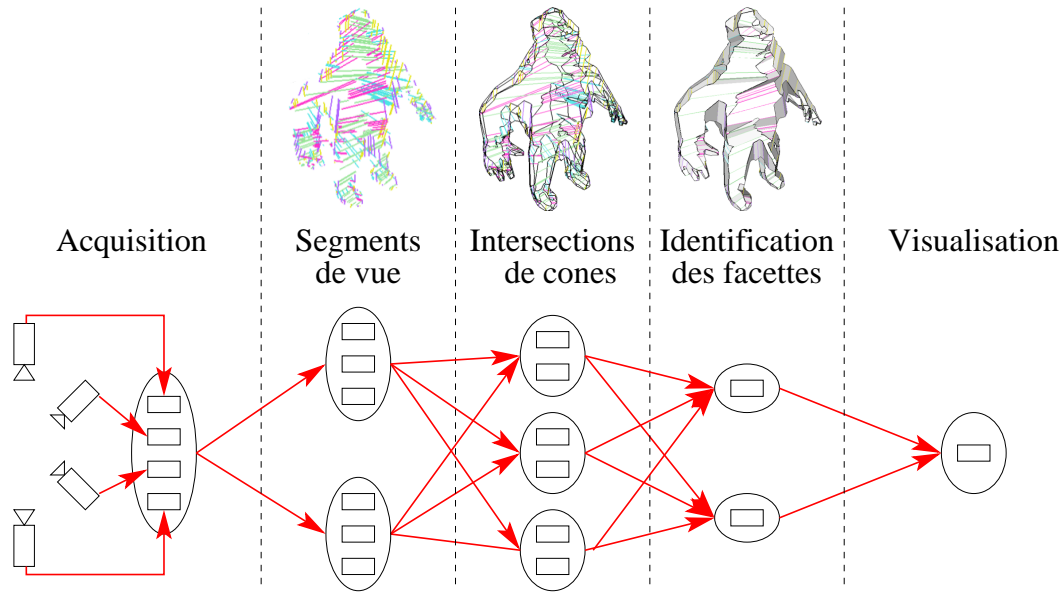 Acquisition
Segments
de vue
Intersections
de cones
Identification
des facettes
Visualisation